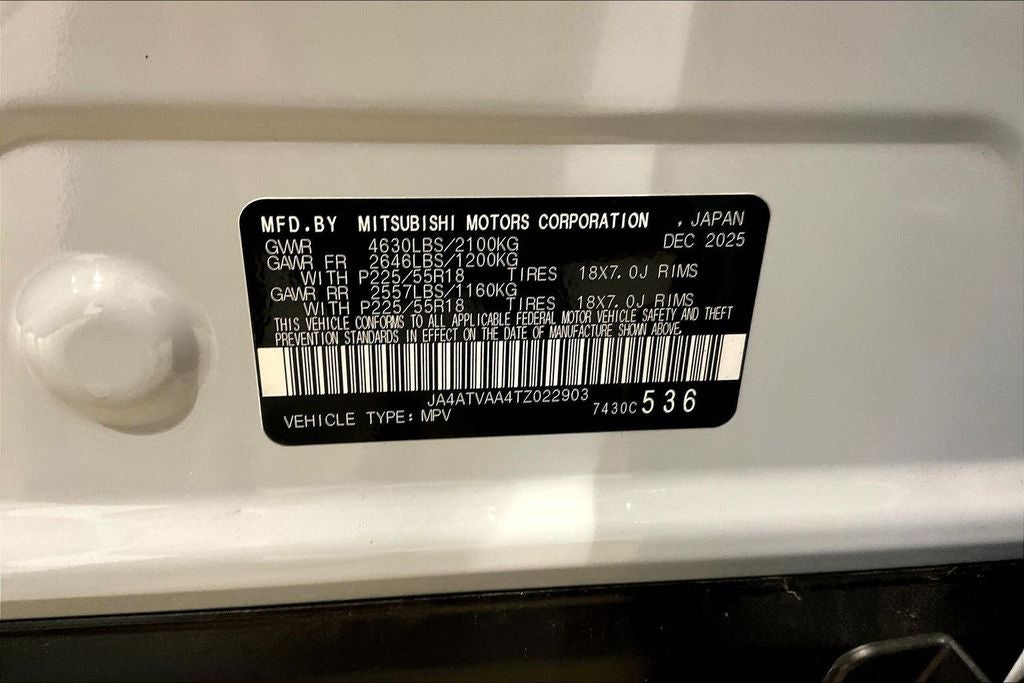 MFD.BY MITSUBISHI MOTORS CORPORATION , JAPAN
GVWR 4630LBS/2100KG DEC 2025
GAWR FR 2646LBS/1200KG
WITH P225/55R18 TIRES 18X7.0J RIMS
GAWR RR 2557LBS/1160KG
WITH P225/55R18 TIRES 18X7.0J RIMS
THIS VEHICLE CONFORMS TO ALL APPLICABLE FEDERAL MOTOR VEHICLE SAFETY AND THEFT
PREVENTION STANDARDS IN EFFECT ON THE DATE OF MANUFACTURE SHOWN ABOVE.
JA4ATVAA4TZ022903
VEHICLE TYPE: MPV 7430C 536